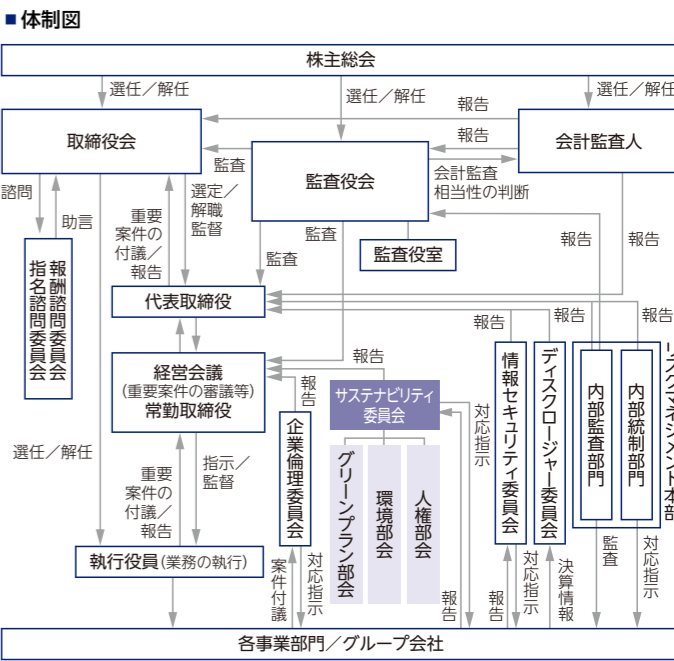 ■ 体制図
株主総会
選任／解任
選任／解任
選任／解任
報告
取締役会
会計監査人
報告
監査
監査役会
会計監査
相当性の判断
諮問
助言
選定／
解職
監督
重要
案件の
付議／
報告
監査
監査
監査役室
報告
報告
報酬諮問委員会
指名諮問委員会
代表取締役
報告
報告
報告
経営会議
(重要案件の審議等)
常勤取締役
報告
報告
サステナビリティ
委員会
対応指示
情報セキュリティ委員会
ディスクロージャー委員会
内部監査部門
内部統制部門
リスクマネジメント本部
企業倫理委員会
グリーンプラン部会
環境部会
人権部会
選任／解任
重要
案件の
付議／
報告
指示／
監督
執行役員(業務の執行)
案件付議
対応指示
報告
報告
対応指示
決算情報
監査
対応指示
各事業部門／グループ会社